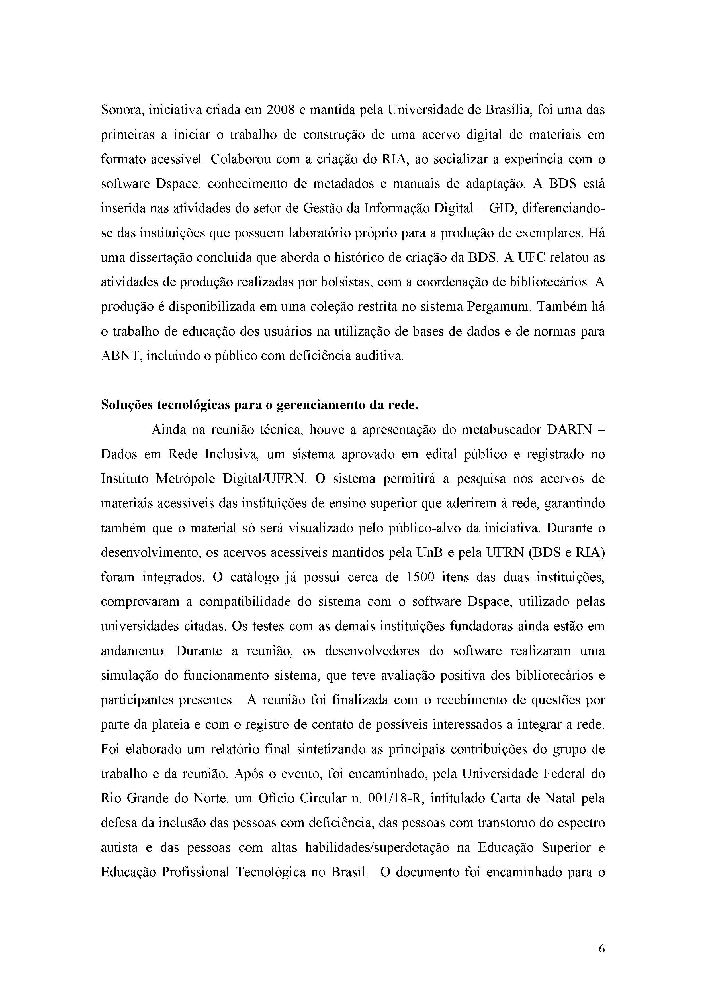 Sonora, iniciativa criada em 2008 e mantida pela Universidade de Brasília, foi uma das
primeiras a iniciar o trabalho de construção de uma acervo digital de materiais em
formato acessível. Colaborou com a criação do RIA, ao socializar a experincia com o
software Dspace, conhecimento de metadados e manuais de adaptação. A BDS está
inserida nas atividades do setor de Gestão da Informação Digital – GID, diferenciando-
se das instituições que possuem laboratório próprio para a produção de exemplares. Há
uma dissertação concluída que aborda o histórico de criação da BDS. A UFC relatou as
atividades de produção realizadas por bolsistas, com a coordenação de bibliotecários. A
produção é disponibilizada em uma coleção restrita no sistema Pergamum. Também há
o trabalho de educação dos usuários na utilização de bases de dados e de normas para
ABNT, incluindo o público com deficiência auditiva.
Soluções tecnológicas para o gerenciamento da rede.
Ainda na reunião técnica, houve a apresentação do metabuscador DARIN –
Dados em Rede Inclusiva, um sistema aprovado em edital público e registrado no
Instituto Metrópole Digital/UFRN. O sistema permitirá a pesquisa nos acervos de
materiais acessíveis das instituições de ensino superior que aderirem à rede, garantindo
também que o material só será visualizado pelo público-alvo da iniciativa. Durante o
desenvolvimento, os acervos acessíveis mantidos pela UnB e pela UFRN (BDS e RIA)
foram integrados. O catálogo já possui cerca de 1500 itens das duas instituições,
comprovaram a compatibilidade do sistema com o software Dspace, utilizado pelas
universidades citadas. Os testes com as demais instituições fundadoras ainda estão em
andamento. Durante a reunião, os desenvolvedores do software realizaram uma
simulação do funcionamento sistema, que teve avaliação positiva dos bibliotecários e
participantes presentes.  A reunião foi finalizada com o recebimento de questões por
parte da plateia e com o registro de contato de possíveis interessados a integrar a rede.
Foi elaborado um relatório final sintetizando as principais contribuições do grupo de
trabalho e da reunião. Após o evento, foi encaminhado, pela Universidade Federal do
Rio Grande do Norte, um Ofício Circular n. 001/18-R, intitulado Carta de Natal pela
defesa da inclusão das pessoas com deficiência, das pessoas com transtorno do espectro
autista e das pessoas com altas habilidades/superdotação na Educação Superior e
Educação Profissional Tecnológica no Brasil.  O documento foi encaminhado para o
6